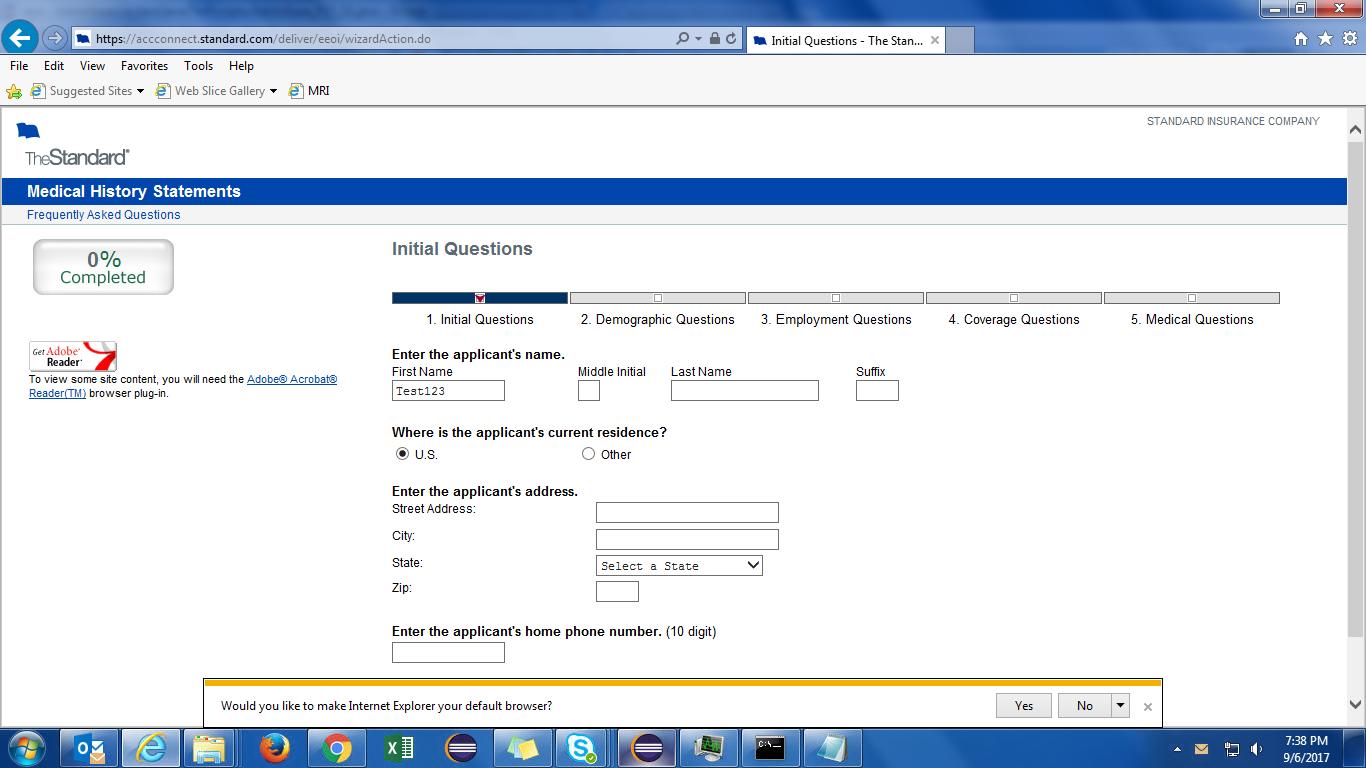 https://accconnect.standard.com/deliver/eeoi/wizardAction.do
Initial Questions - The Stan...
File Edit View Favorites Tools Help
Suggested Sites Web Slice Gallery MRI
STANDARD INSURANCE COMPANY
TheStandard®
Medical History Statements
Frequently Asked Questions
0%
Completed
Initial Questions
1. Initial Questions 2. Demographic Questions 3. Employment Questions 4. Coverage Questions 5. Medical Questions
Get Adobe®
Reader®
To view some site content, you will need the Adobe® Acrobat®
Reader(TM) browser plug-in.
Enter the applicant's name.
First Name Middle Initial Last Name Suffix
Test123
Where is the applicant's current residence?
U.S. Other
Enter the applicant's address.
Street Address:
City:
State: Select a State
Zip:
Enter the applicant's home phone number. (10 digit)
Would you like to make Internet Explorer your default browser? Yes No
7:38 PM
9/6/2017